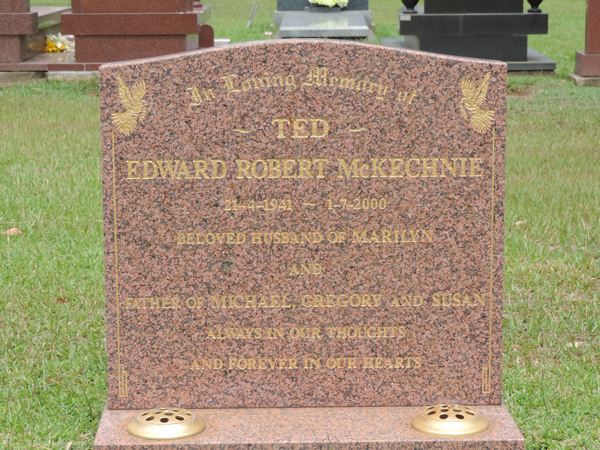 In Loving Memory of
~ TED ~
EDWARD ROBERT McKECHNIE
21-4-1941 ~ 1-7-2000
BELOVED HUSBAND OF MARILYN
AND
FATHER OF MICHAEL, GREGORY AND SUSAN
ALWAYS IN OUR THOUGHTS
AND FOREVER IN OUR HEARTS